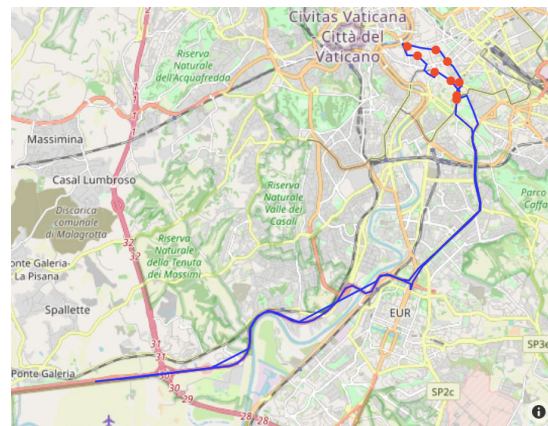 Civitas Vaticana
Città del
Vaticano
Riserva
Naturale
dell'Acquafredda
Massimina
Casal Lumbroso
Discarica
comunale
di Malagrotta
32
32
Riserva
Naturale
Valle dei
Casali
Parco
Caffa
onte Galeria-
La Pisana
Riserva
Naturale
della Tenuta
dei Massimi
Spallette
EUR
SP3e
31
31
Ponte Galeria
30
30
29
29
28
28
SP2c
i